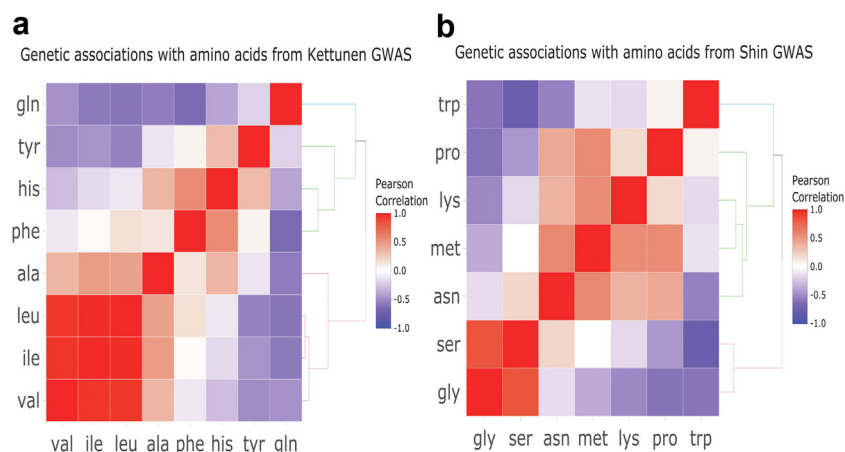 a
Genetic associations with amino acids from Kettunen GWAS
gln
tyr
his
phe
ala
leu
ile
val
val ile leu ala phe his tyr gln
Pearson
Correlation
1.0
0.5
0.0
-0.5
-1.0
b
Genetic associations with amino acids from Shin GWAS
trp
pro
lys
met
asn
ser
gly
gly ser asn met lys pro trp
Pearson
Correlation
1.0
0.5
0.0
-0.5
-1.0